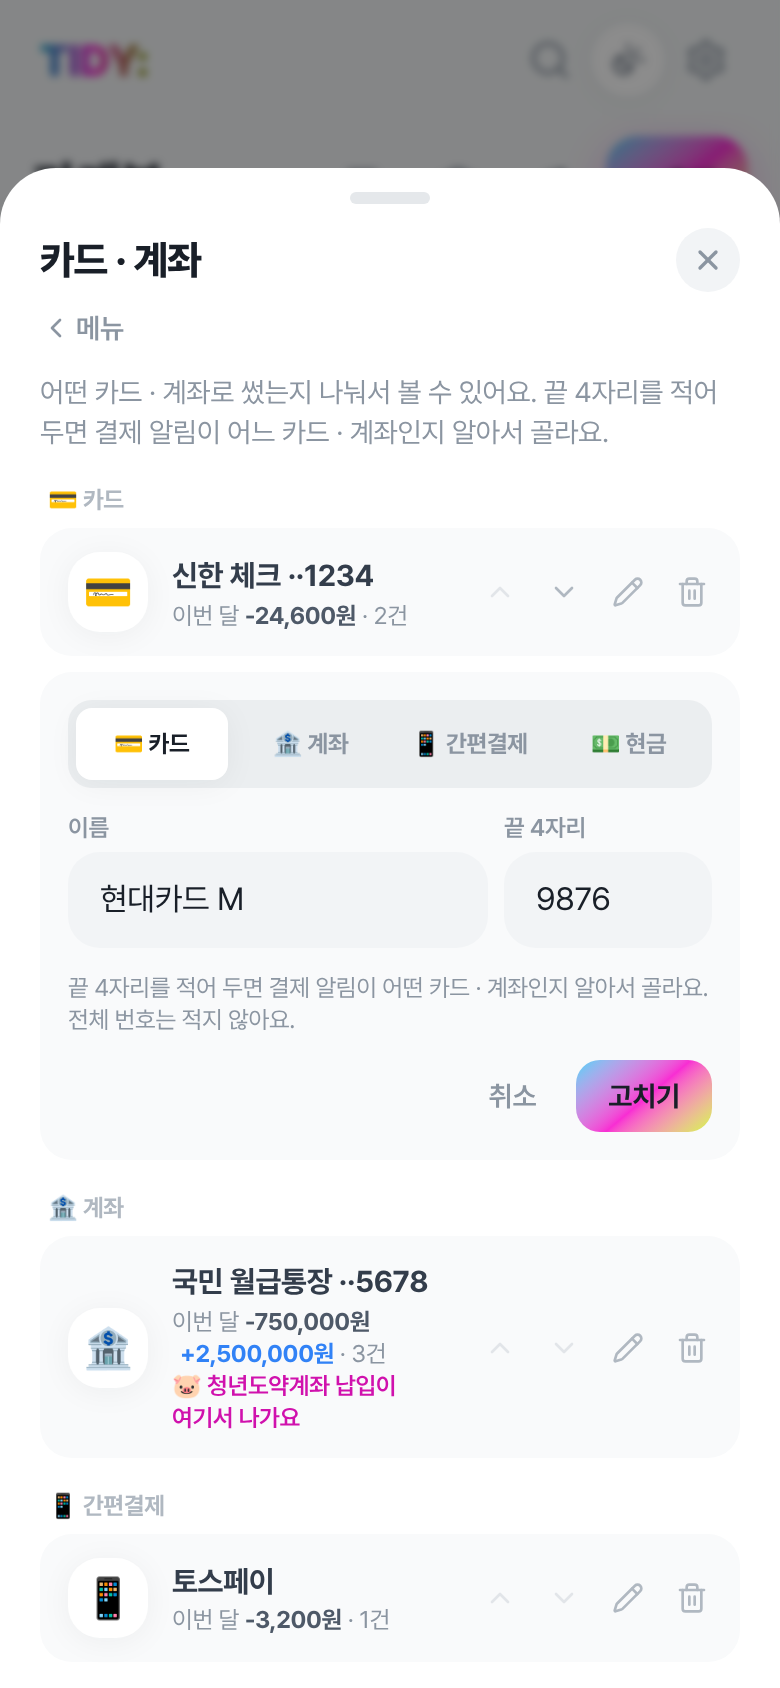 TIDY:
카드 · 계좌
메뉴
어떤 카드 · 계좌로 썼는지 나눠서 볼 수 있어요. 끝 4자리를 적어
두면 결제 알림이 어느 카드 · 계좌인지 알아서 골라요.
💳 카드
신한 체크 ··1234
이번 달 -24,600원 · 2건
💳 카드 🏦 계좌 📱 간편결제 💵 현금
이름 끝 4자리
현대카드 M 9876
끝 4자리를 적어 두면 결제 알림이 어떤 카드 · 계좌인지 알아서 골라요.
전체 번호는 적지 않아요.
취소 고치기
🏦 계좌
국민 월급통장 ··5678
이번 달 -750,000원
+2,500,000원 · 3건
🐷 청년도약계좌 납입이
여기서 나가요
📱 간편결제
토스페이
이번 달 -3,200원 · 1건